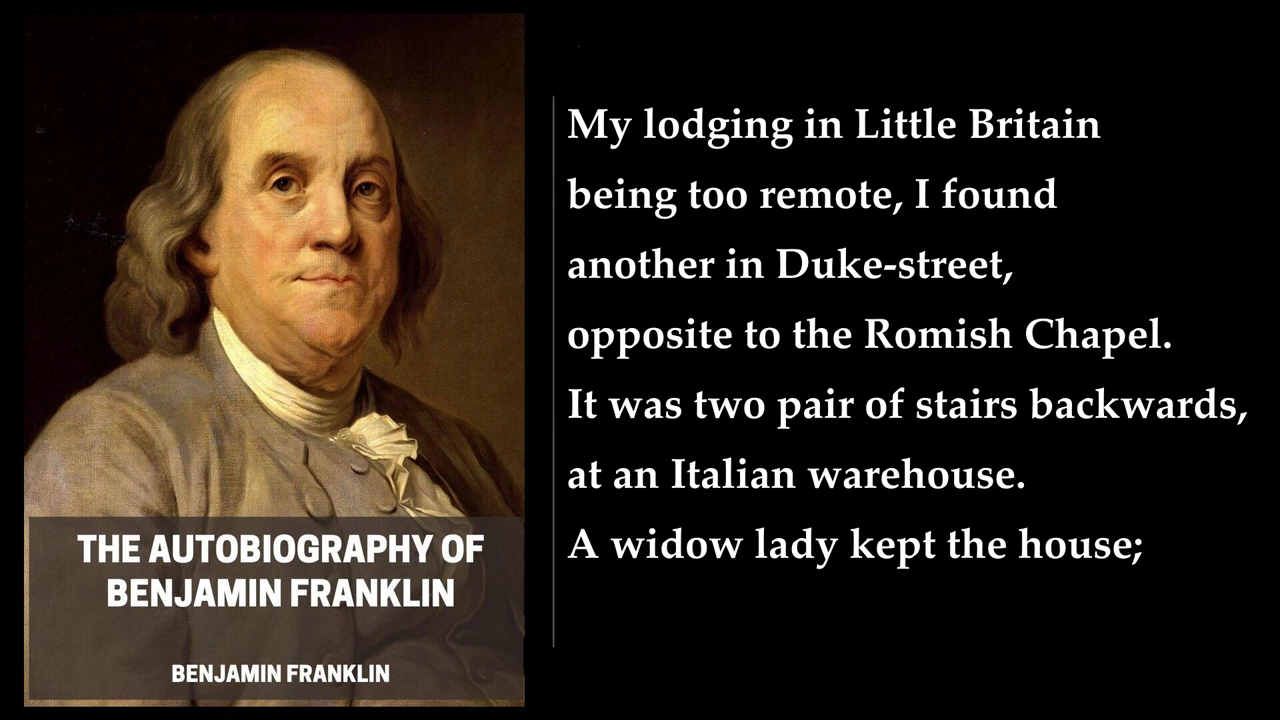 THE AUTOBIOGRAPHY OF
BENJAMIN FRANKLIN
BENJAMIN FRANKLIN
My lodging in Little Britain
being too remote, I found
another in Duke-street,
opposite to the Romish Chapel.
It was two pair of stairs backwards,
at an Italian warehouse.
A widow lady kept the house;